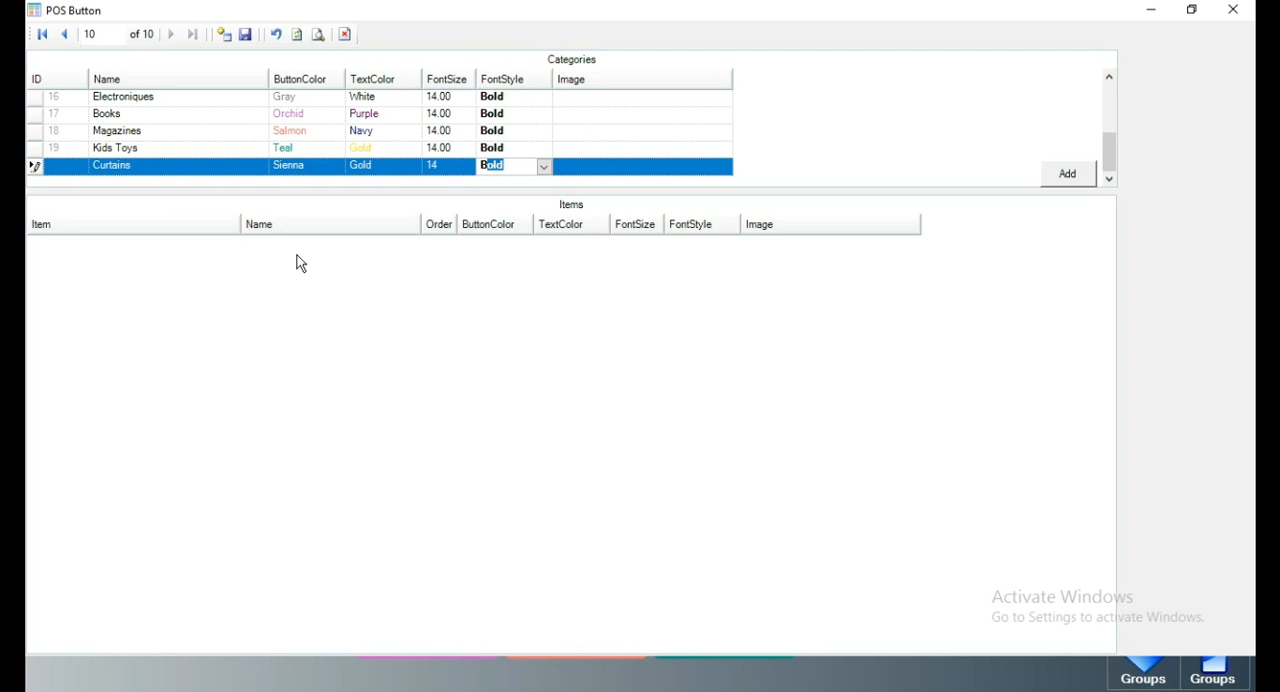 POS Button
10 of 10
Categories
ID Name ButtonColor TextColor FontSize FontStyle Image
16 Electroniques Gray White 14.00 Bold
17 Books Orchid Purple 14.00 Bold
18 Magazines Salmon Navy 14.00 Bold
19 Kids Toys Teal Gold 14.00 Bold
Curtains Sienna Gold 14 Bold
Add
Items
Item Name Order ButtonColor TextColor FontSize FontStyle Image
Activate Windows
Go to Settings to activate Windows.
Groups Groups